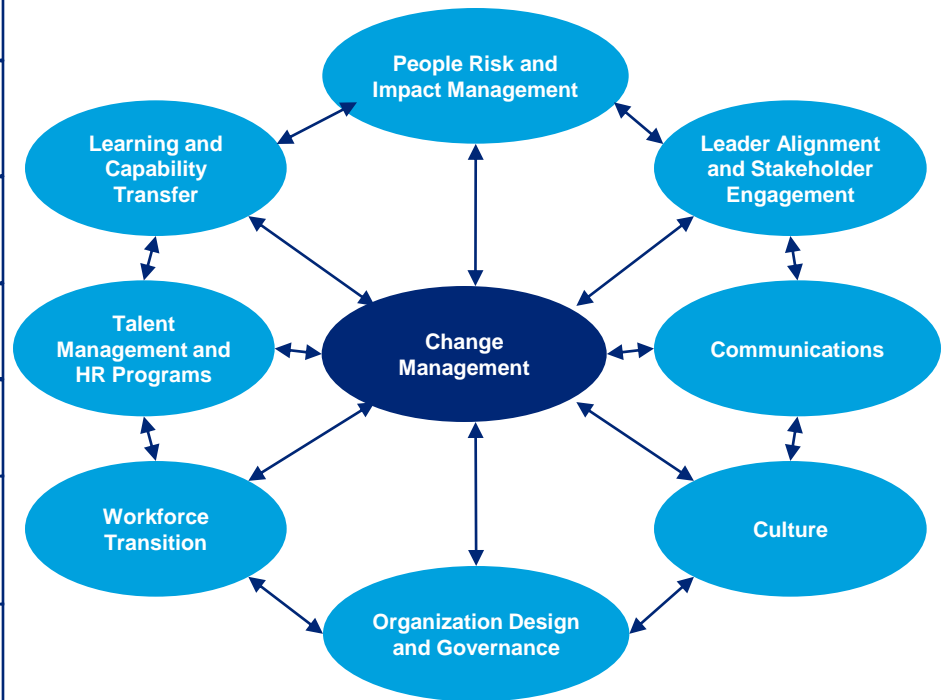 People Risk and
Impact Management
Learning and
Capability
Transfer
Leader Alignment
and Stakeholder
Engagement
Talent
Management and
HR Programs
Change
Management
Communications
Workforce
Transition
Culture
Organization Design
and Governance